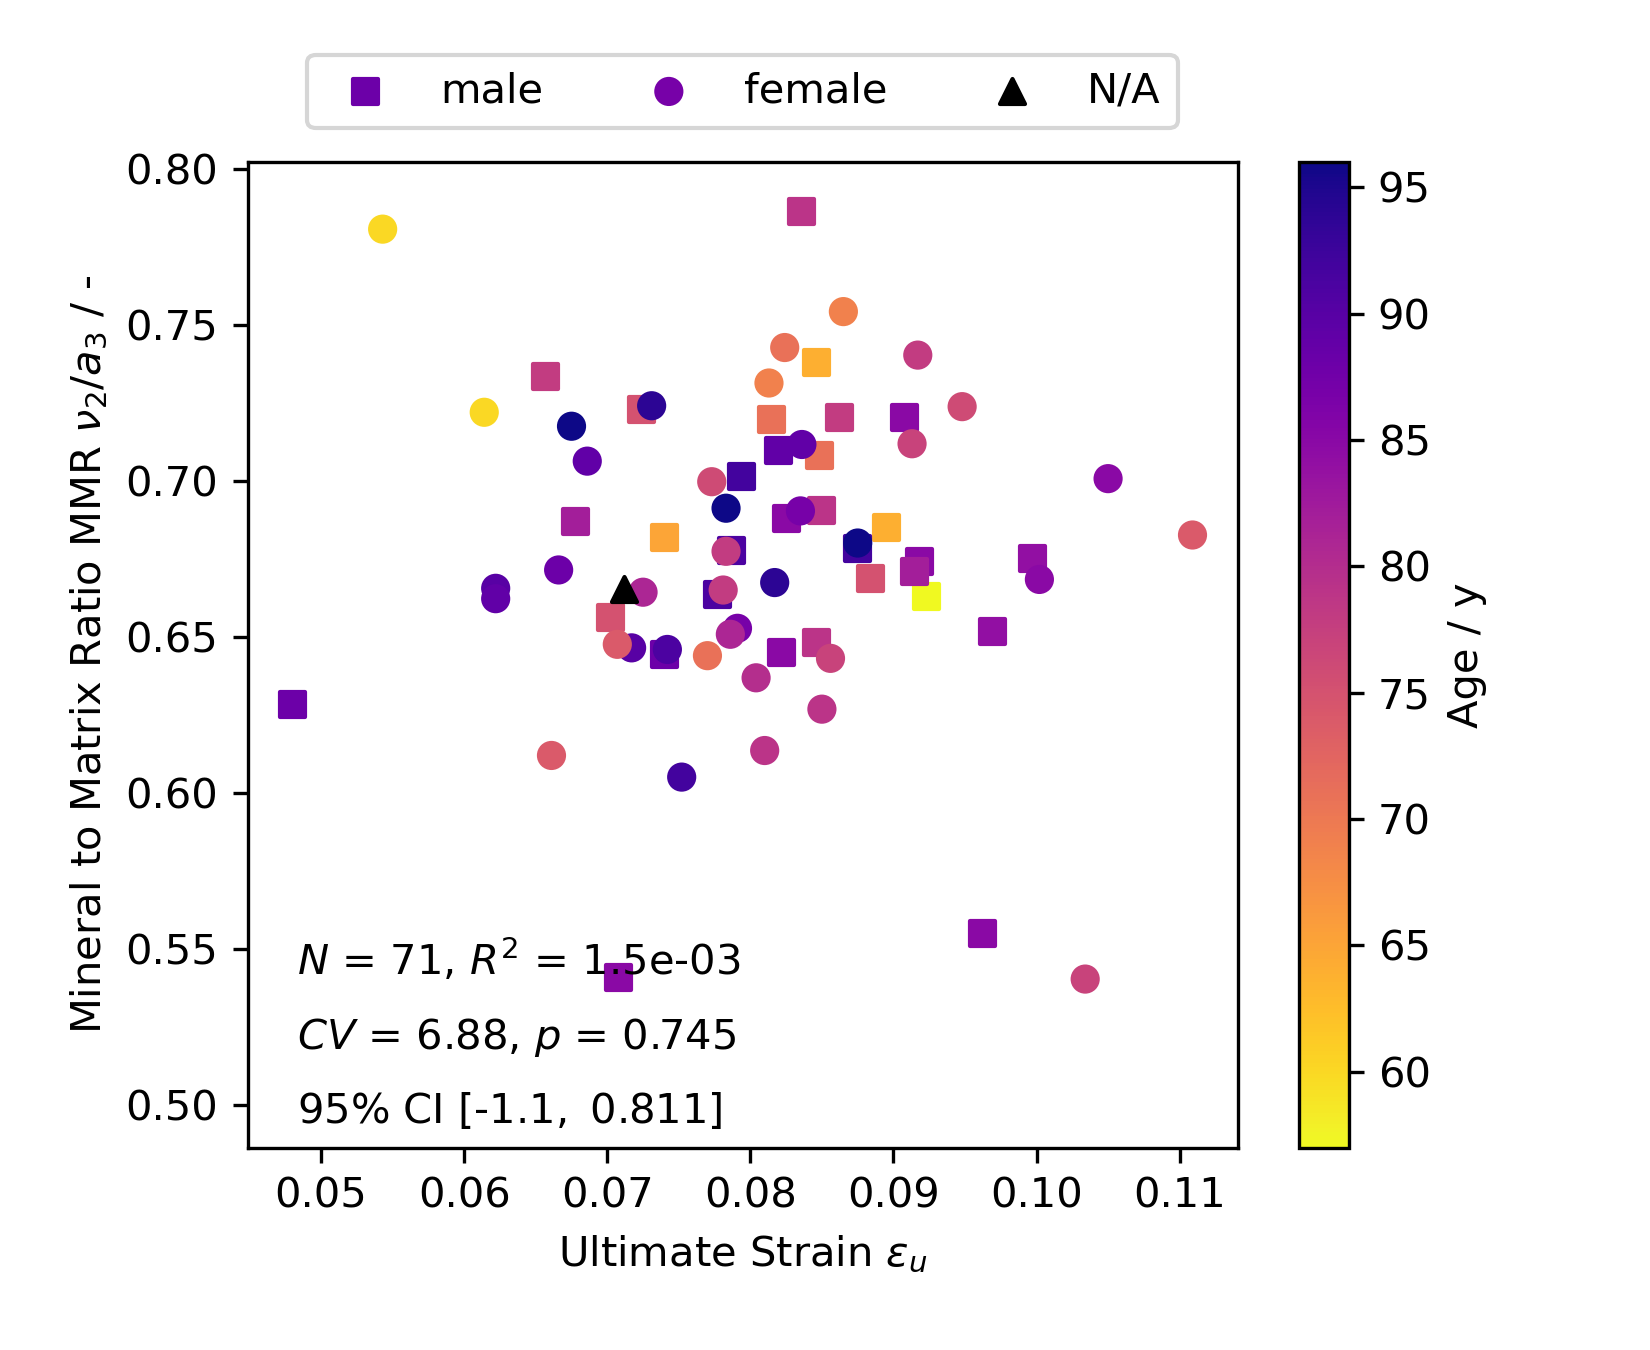 male female N/A
0.80
0.75
0.70
0.65
0.60
0.55
0.50
Mineral to Matrix Ratio MMR ν₂/a₃ / -
N = 71, R² = 1.5e-03
CV = 6.88, p = 0.745
95% CI [-1.1, 0.811]
0.05 0.06 0.07 0.08 0.09 0.10 0.11
Ultimate Strain εᵤ
95
90
85
80
75
70
65
60
Age / y